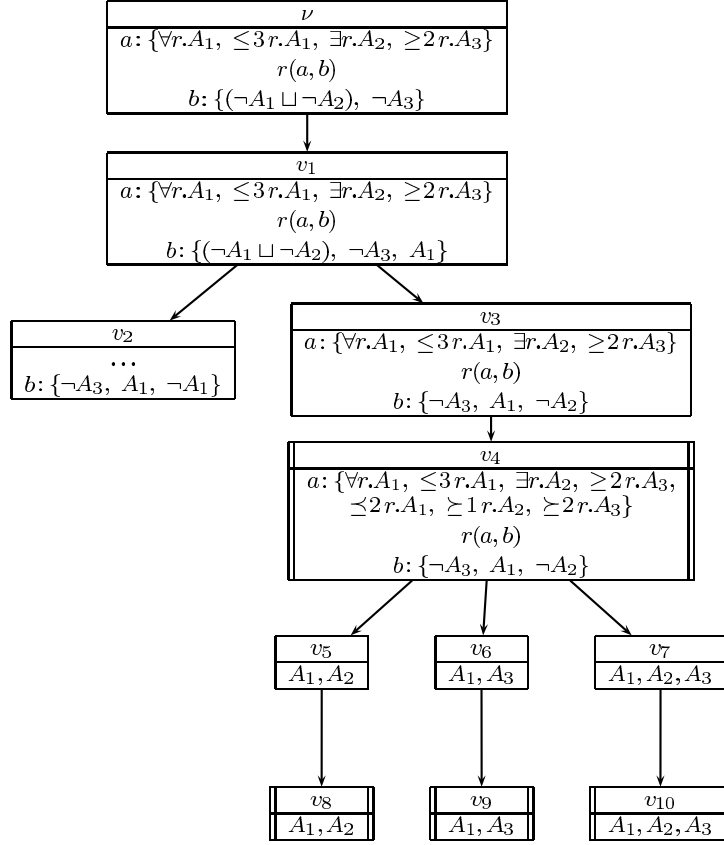 ν
a: {∀r.A₁, ≤3 r.A₁, ∃r.A₂, ≥2 r.A₃}
r(a, b)
b: {(¬A₁ ⊔ ¬A₂), ¬A₃}
v₁
a: {∀r.A₁, ≤3 r.A₁, ∃r.A₂, ≥2 r.A₃}
r(a, b)
b: {(¬A₁ ⊔ ¬A₂), ¬A₃, A₁}
v₂
...
b: {¬A₃, A₁, ¬A₁}
v₃
a: {∀r.A₁, ≤3 r.A₁, ∃r.A₂, ≥2 r.A₃}
r(a, b)
b: {¬A₃, A₁, ¬A₂}
v₄
a: {∀r.A₁, ≤3 r.A₁, ∃r.A₂, ≥2 r.A₃,
⪯2 r.A₁, ⪰1 r.A₂, ⪰2 r.A₃}
r(a, b)
b: {¬A₃, A₁, ¬A₂}
v₅
A₁, A₂
v₆
A₁, A₃
v₇
A₁, A₂, A₃
v₈
A₁, A₂
v₉
A₁, A₃
v₁₀
A₁, A₂, A₃